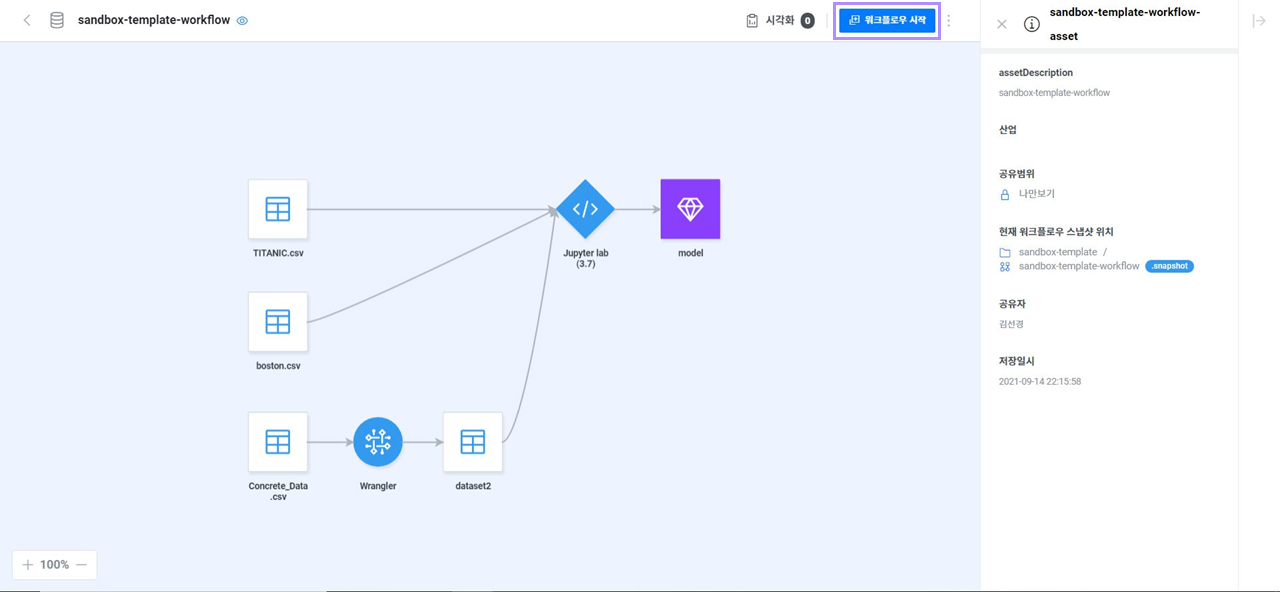 sandbox-template-workflow
시각화 0
워크플로우 시작
TITANIC.csv
Jupyter lab
(3.7)
model
boston.csv
Concrete_Data
.csv
Wrangler
dataset2
100%
sandbox-template-workflow-
asset
assetDescription
sandbox-template-workflow
산업
공유범위
나만보기
현재 워크플로우 스냅샷 위치
sandbox-template /
sandbox-template-workflow .snapshot
공유자
김선경
저장일시
2021-09-14 22:15:58